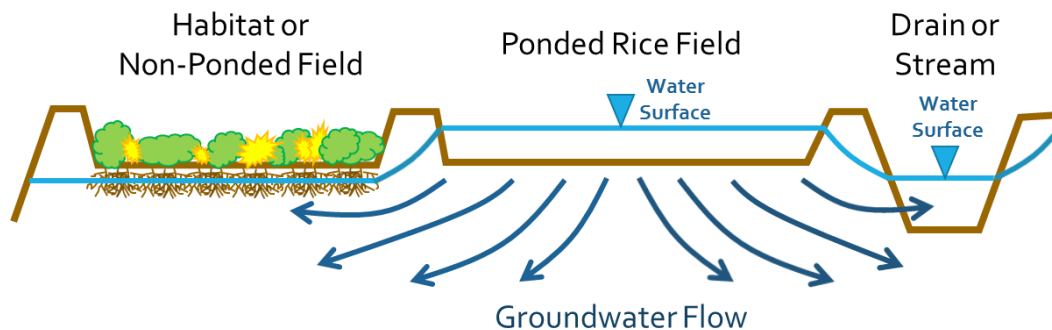 Habitat or
Non-Ponded Field
Ponded Rice Field
Drain or
Stream
Water
Surface
Water
Surface
Groundwater Flow